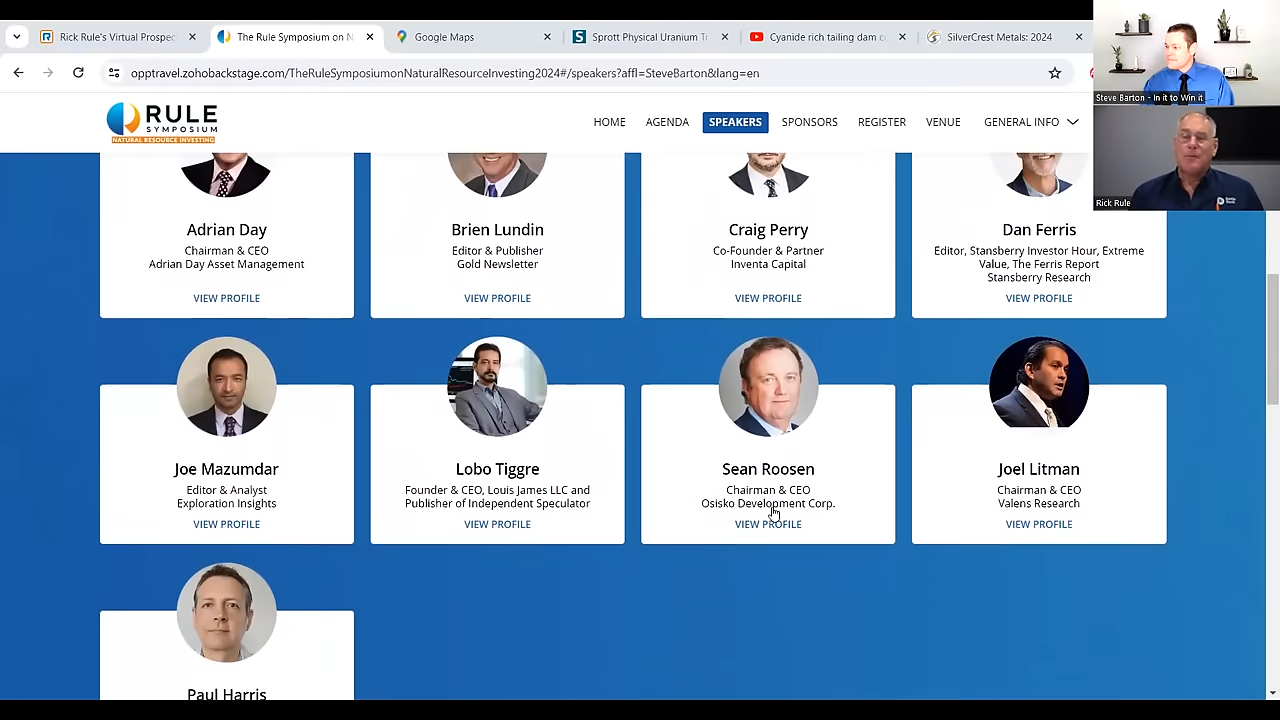 Rick Rule's Virtual Prospec
The Rule Symposium on N
Google Maps
Sprott Physical Uranium Tr
Cyanide rich tailing dam c
SilverCrest Metals: 2024
opptravel.zohobackstage.com/TheRuleSymposiumonNaturalResourceInvesting2024#/speakers?affl=SteveBarton&lang=en
Steve Barton - In it to Win it
Rick Rule
RULE
SYMPOSIUM
NATURAL RESOURCE INVESTING
HOME
AGENDA
SPEAKERS
SPONSORS
REGISTER
VENUE
GENERAL INFO
Adrian Day
Chairman & CEO
Adrian Day Asset Management
VIEW PROFILE
Brien Lundin
Editor & Publisher
Gold Newsletter
VIEW PROFILE
Craig Perry
Co-Founder & Partner
Inventa Capital
VIEW PROFILE
Dan Ferris
Editor, Stansberry Investor Hour, Extreme
Value, The Ferris Report
Stansberry Research
VIEW PROFILE
Joe Mazumdar
Editor & Analyst
Exploration Insights
VIEW PROFILE
Lobo Tiggre
Founder & CEO, Louis James LLC and
Publisher of Independent Speculator
VIEW PROFILE
Sean Roosen
Chairman & CEO
Osisko Development Corp.
VIEW PROFILE
Joel Litman
Chairman & CEO
Valens Research
VIEW PROFILE
Paul Harris